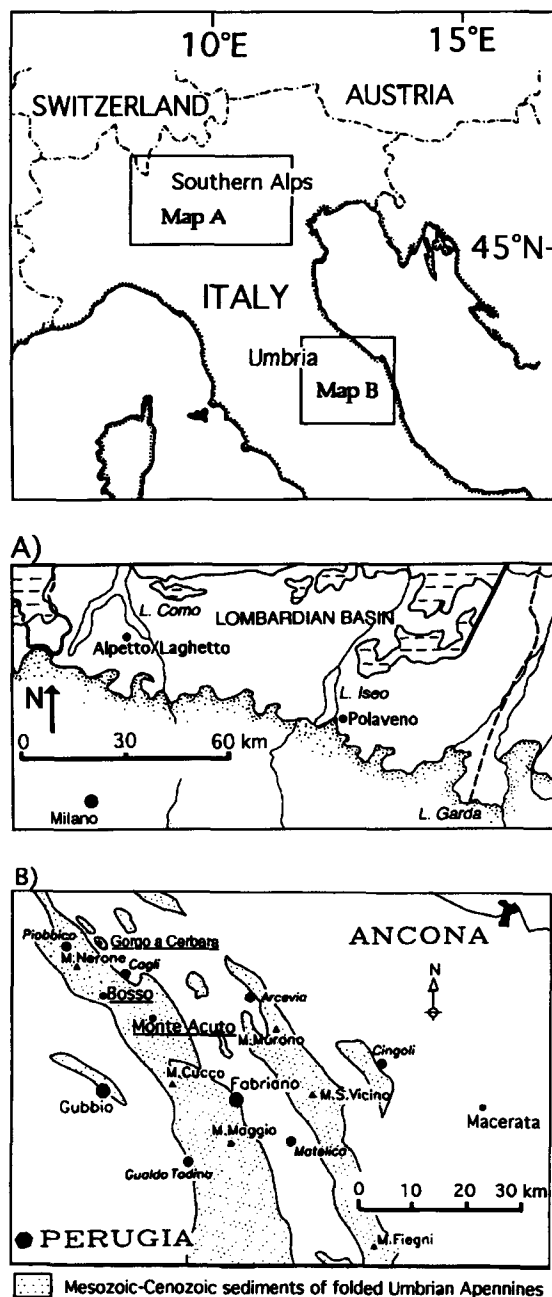 10°E 15°E
SWITZERLAND AUSTRIA
Southern Alps
Map A
45°N
ITALY
Umbria
Map B
A)
L. Como
LOMBARDIAN BASIN
Alpetto/Laghetto
L. Iseo
N
Polaveno
0 30 60 km
Milano
L. Garda
B)
Piobbico
Gorgo a Cerbara
ANCONA
M.Nerone
Cagli
N
Bosso
Arcevia
Monte Acuto
M.Murano
Cingoli
M.Cucco
Fabriano
M.S.Vicino
Gubbio
Macerata
M.Maggio
Matelica
Gualdo Tadino
0 10 20 30 km
PERUGIA
M.Fiegni
Mesozoic-Cenozoic sediments of folded Umbrian Apennines